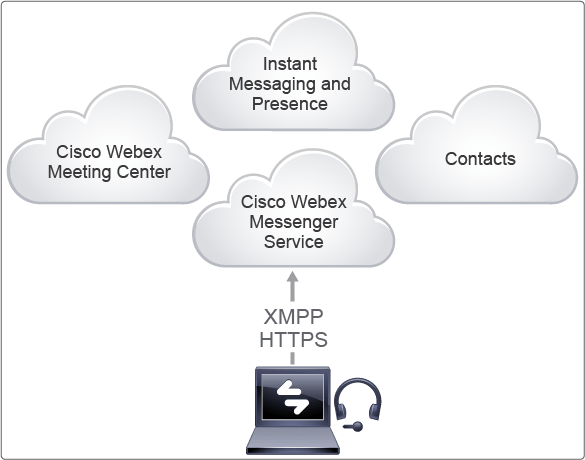 Instant
Messaging and
Presence
Cisco Webex
Meeting Center
Contacts
Cisco Webex
Messenger
Service
XMPP
HTTPS